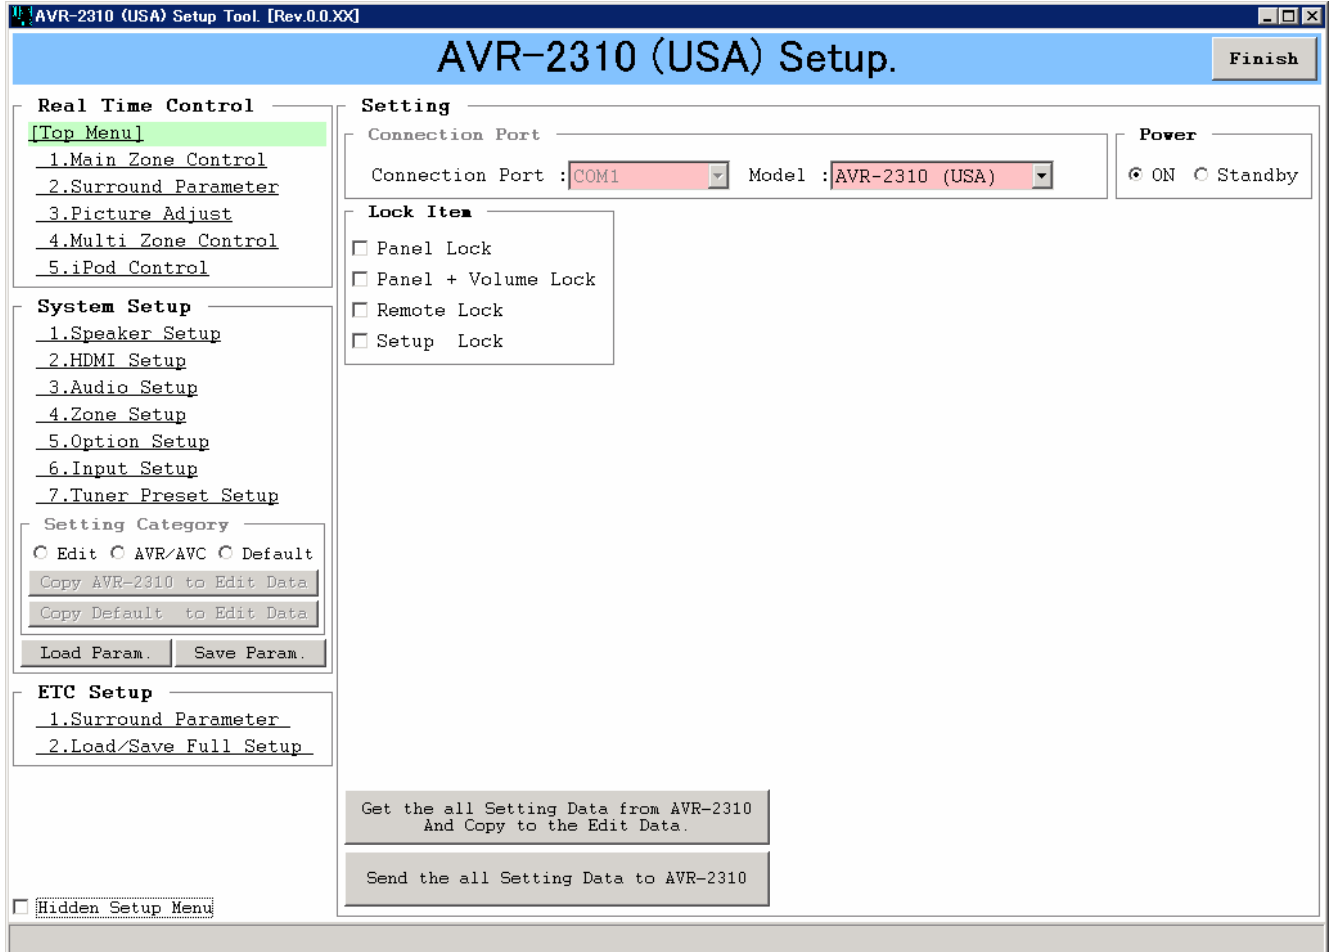 AVR-2310 (USA) Setup Tool. [Rev.0.0.XX]
AVR-2310 (USA) Setup.
Finish
Real Time Control
[Top Menu]
1.Main Zone Control
2.Surround Parameter
3.Picture Adjust
4.Multi Zone Control
5.iPod Control
System Setup
1.Speaker Setup
2.HDMI Setup
3.Audio Setup
4.Zone Setup
5.Option Setup
6.Input Setup
7.Tuner Preset Setup
Setting Category
Edit AVR/AVC Default
Copy AVR-2310 to Edit Data
Copy Default to Edit Data
Load Param. Save Param.
ETC Setup
1.Surround Parameter
2.Load/Save Full Setup
Hidden Setup Menu
Setting
Connection Port
Connection Port :COM1 Model :AVR-2310 (USA)
Power
ON Standby
Lock Item
Panel Lock
Panel + Volume Lock
Remote Lock
Setup Lock
Get the all Setting Data from AVR-2310
And Copy to the Edit Data.
Send the all Setting Data to AVR-2310